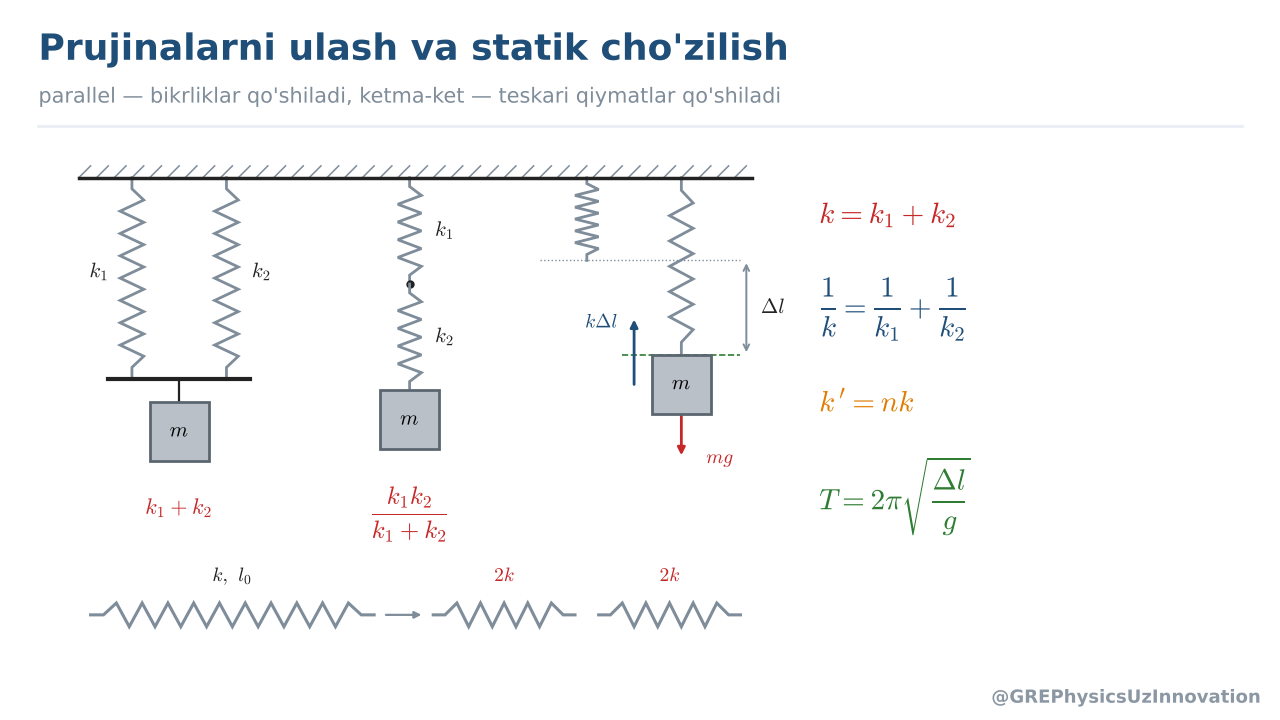 Prujinalarni ulash va statik cho'zilish
parallel — bikrliklar qo'shiladi, ketma-ket — teskari qiymatlar qo'shiladi
k₁
k₂
m
k₁ + k₂
k₁
k₂
m
k₁k₂
k₁ + k₂
kΔl
Δl
m
mg
k = k₁ + k₂
1/k = 1/k₁ + 1/k₂
k′ = nk
T = 2π√(Δl/g)
k, l₀
2k
2k
@GREPhysicsUzInnovation